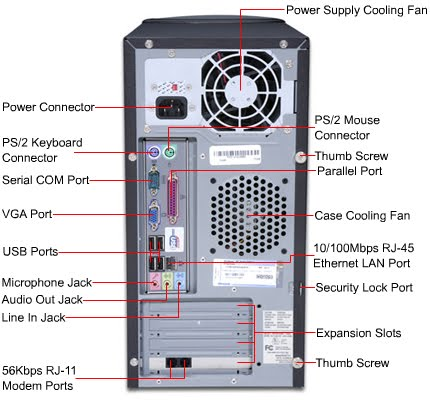 Power Supply Cooling Fan
Power Connector
PS/2 Mouse
Connector
PS/2 Keyboard
Connector
Thumb Screw
Parallel Port
Serial COM Port
VGA Port
Case Cooling Fan
USB Ports
10/100Mbps RJ-45
Ethernet LAN Port
Microphone Jack
Security Lock Port
Audio Out Jack
Line In Jack
Expansion Slots
56Kbps RJ-11
Modem Ports
Thumb Screw